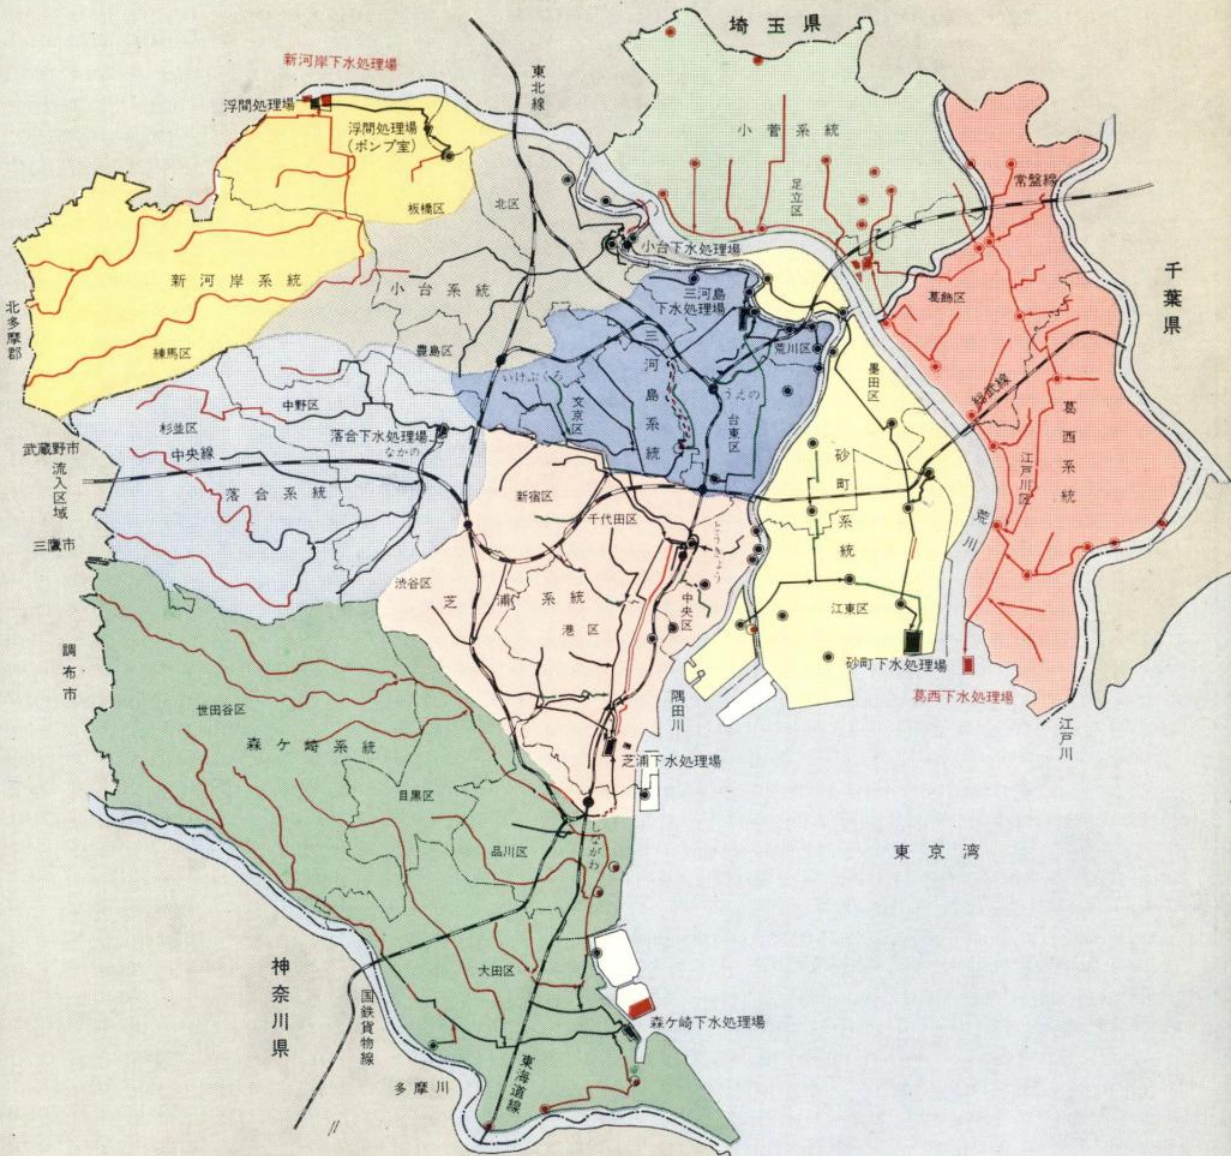 埼玉県
新河岸下水処理場
東北線
浮間処理場
浮間処理場
(ポンプ室)
小菅系統
足立区
常盤線
板橋区
北区
小台下水処理場
新河岸系統
小台系統
三河島
下水処理場
葛飾区
千葉県
北多摩郡
練馬区
豊島区
三河島系統
荒川区
墨田区
いけぶくろ
うえの
総武線
中野区
文京区
台東区
葛西系統
杉並区
落合下水処理場
なかの
武蔵野市
流入区域
中央線
落合系統
新宿区
砂町系統
江戸川区
千代田区
とうきょう
荒川
三鷹市
渋谷区
芝浦系統
港区
中央区
江東区
調布市
砂町下水処理場
葛西下水処理場
世田谷区
隅田川
江戸川
森ケ崎系統
芝浦下水処理場
目黒区
しながわ
品川区
東京湾
神奈川県
大田区
国鉄貨物線
森ケ崎下水処理場
東海道線
多摩川